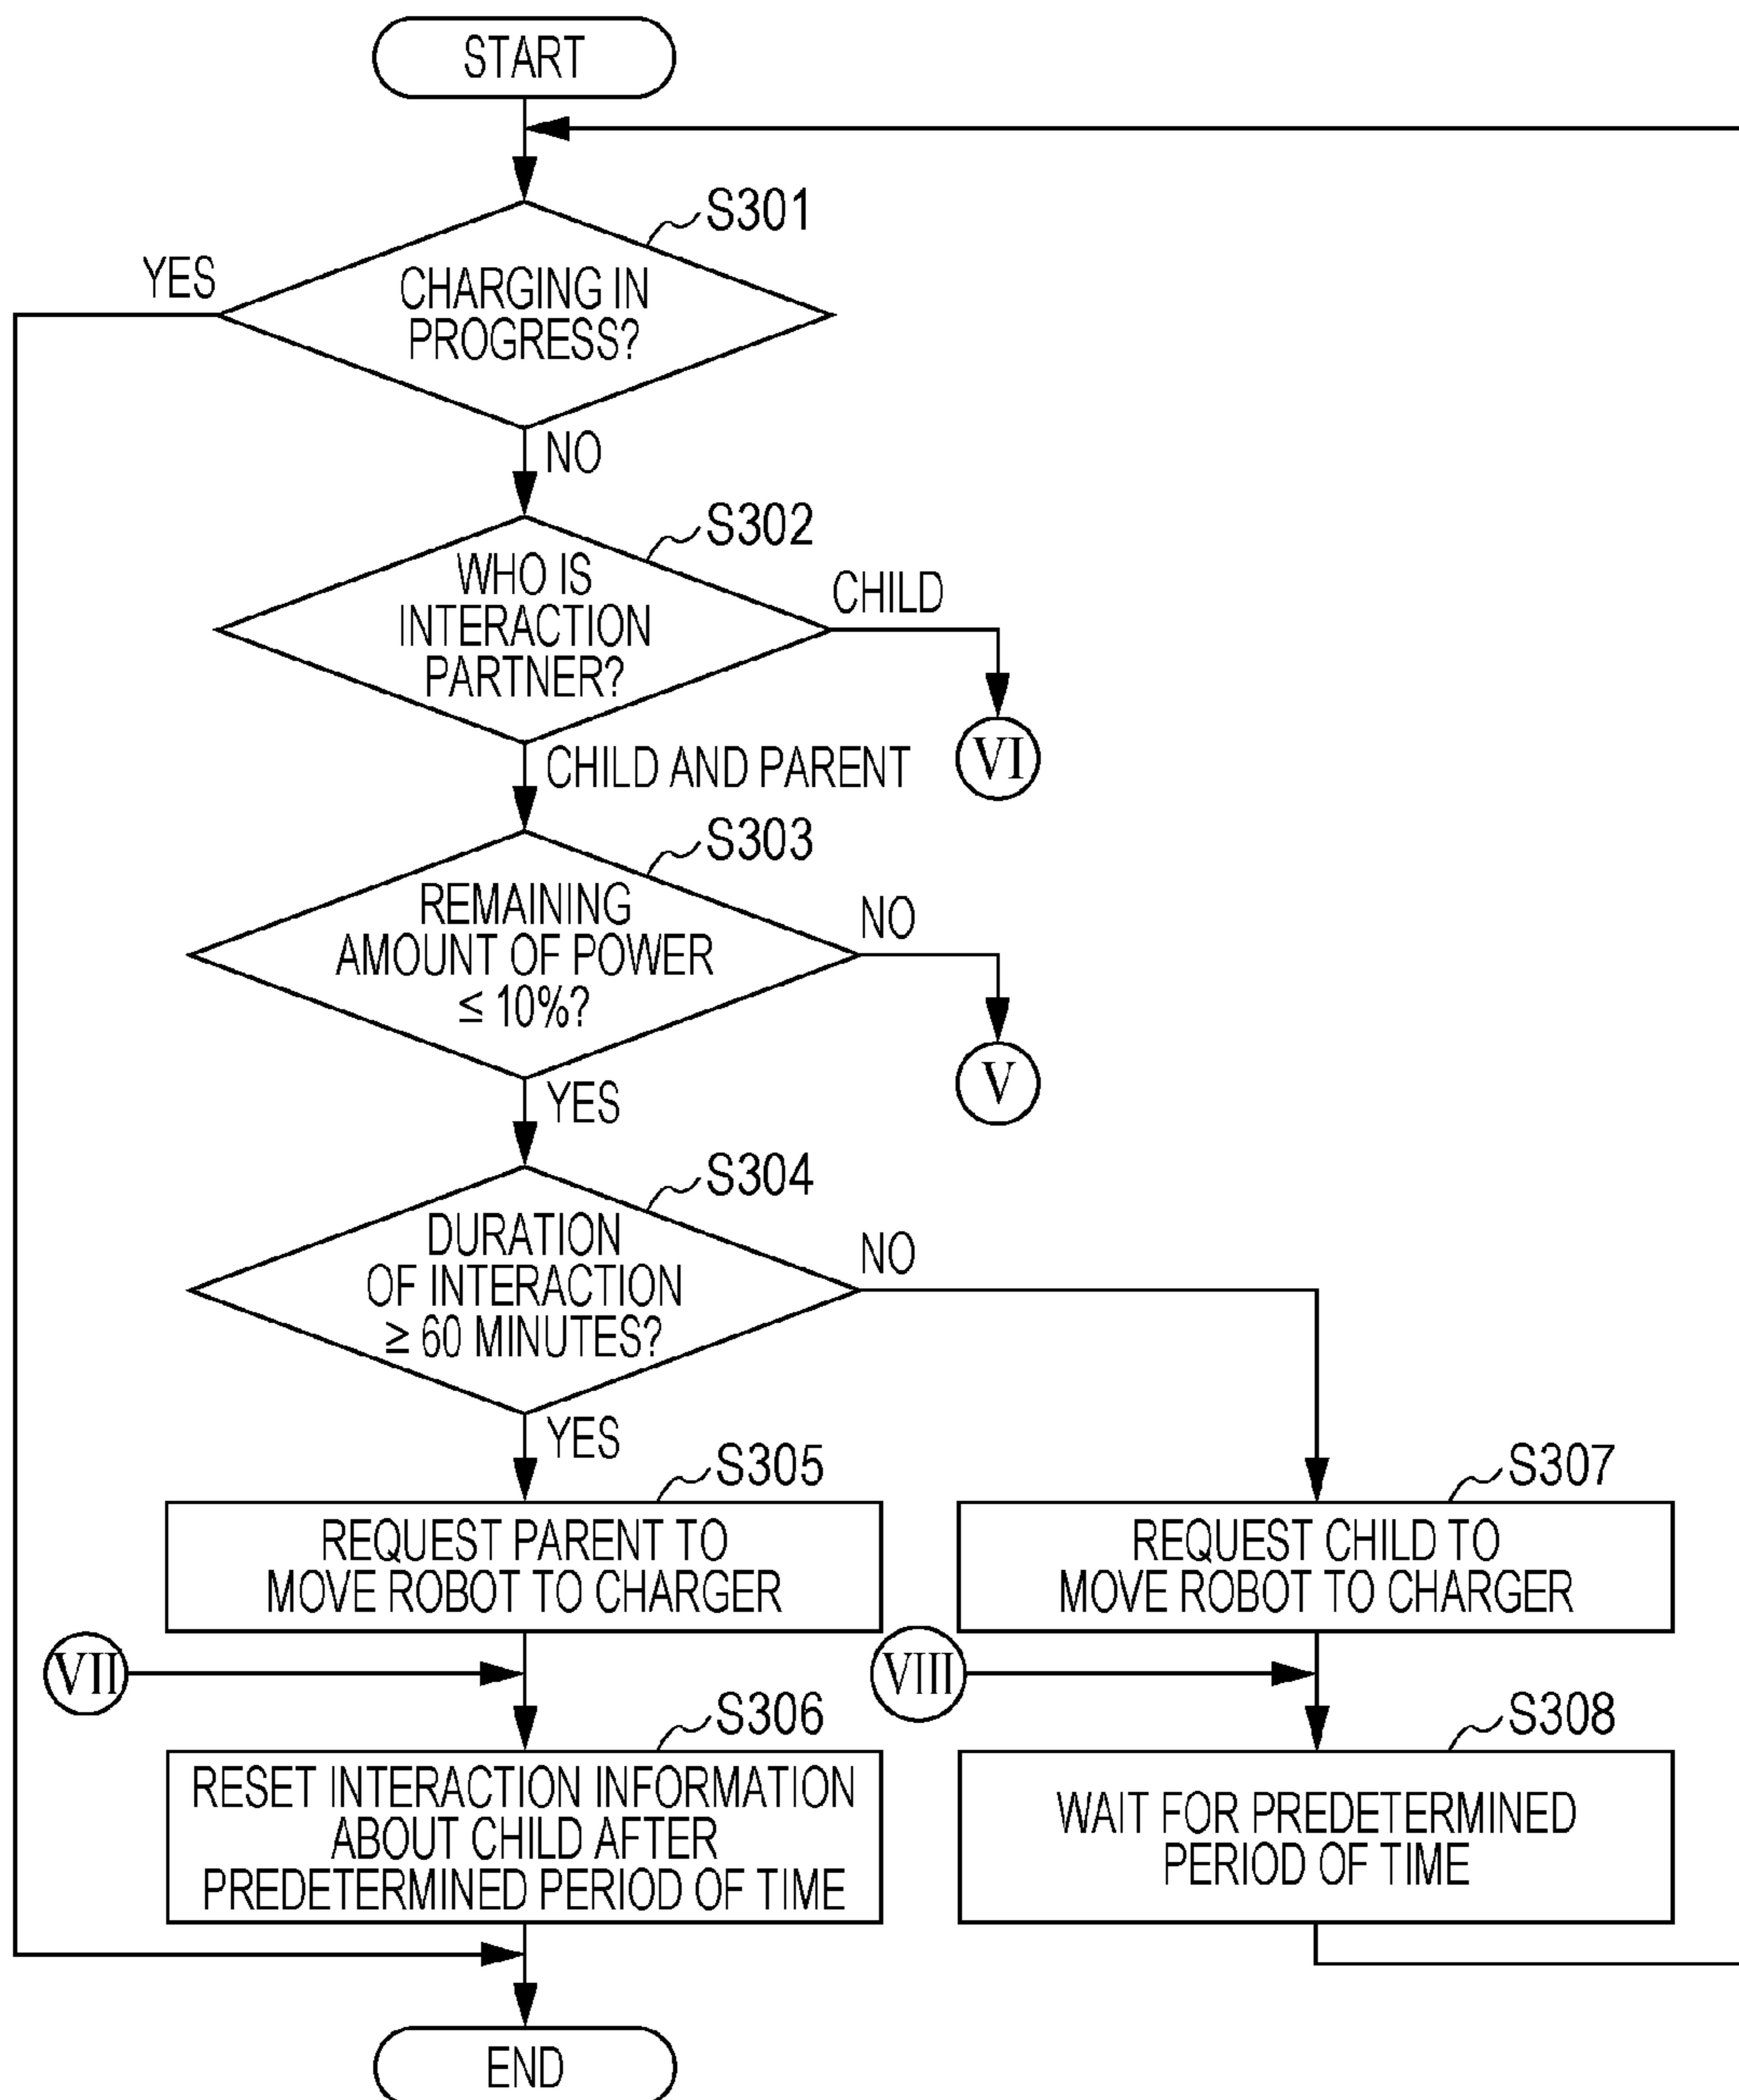 START
S301
YES
CHARGING IN
PROGRESS?
NO
S302
WHO IS
INTERACTION
PARTNER?
CHILD
VI
CHILD AND PARENT
S303
REMAINING
AMOUNT OF POWER
≤ 10%?
NO
V
YES
S304
DURATION
OF INTERACTION
≥ 60 MINUTES?
NO
YES
S305
REQUEST PARENT TO
MOVE ROBOT TO CHARGER
S307
REQUEST CHILD TO
MOVE ROBOT TO CHARGER
VII
VIII
S306
RESET INTERACTION INFORMATION
ABOUT CHILD AFTER
PREDETERMINED PERIOD OF TIME
S308
WAIT FOR PREDETERMINED
PERIOD OF TIME
END